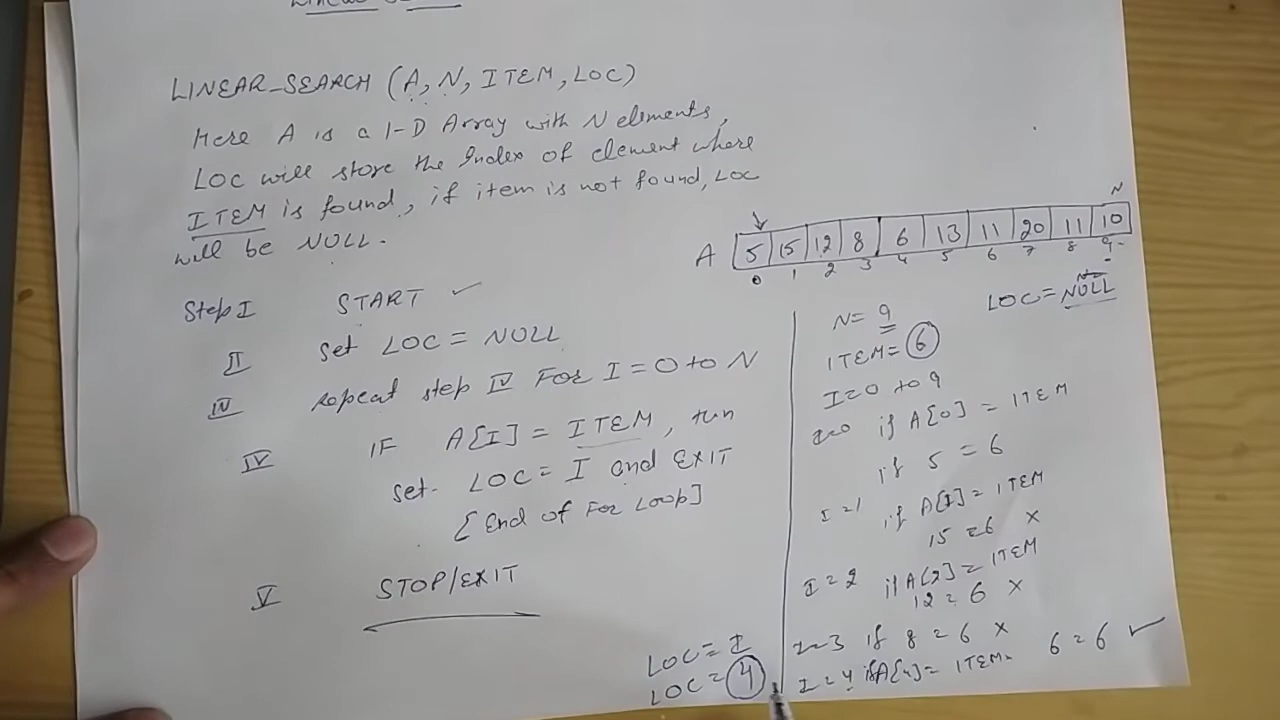 LINEAR_SEARCH (A, N, ITEM, LOC)
Here A is a 1-D Array with N elements,
LOC will store the Index of element where
ITEM is found, if item is not found, LOC
will be NULL.
Step I START ✓
II Set LOC = NULL
III Repeat step IV FOR I = 0 to N
IV IF A[I] = ITEM, then
Set LOC = I and EXIT
[End of For Loop]
V STOP/EXIT
N
A 5 15 12 8 6 13 11 20 11 10
0 1 2 3 4 5 6 7 8 9
LOC = NULL
N = 9
ITEM = 6
I = 0 to 9
I=0 if A[0] = ITEM
if 5 = 6
I = 1 if A[1] = ITEM
15 = 6 ×
I = 2 if A[2] = ITEM
12 = 6 ×
I=3 if 8 = 6 ×
I = 4 if A[4] = ITEM 6 = 6 ✓
LOC = I
LOC = 4